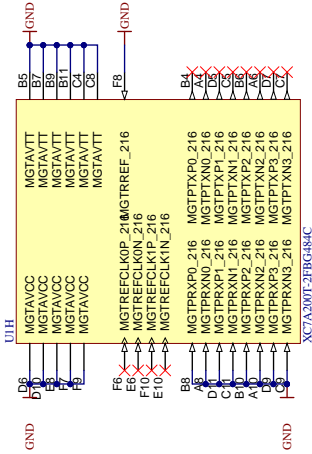 U1H
GND
GND
D6 MGTAVCC MGTAVTT B5
D10 MGTAVCC MGTAVTT B7
E8 MGTAVCC MGTAVTT B9
F7 MGTAVCC MGTAVTT B11
F9 MGTAVCC MGTAVTT C4
MGTAVTT C8
GND
F6 MGTREFCLK0P_216 MGTRREF_216 F8
E6 MGTREFCLK0N_216
F10 MGTREFCLK1P_216
E10 MGTREFCLK1N_216
B8 MGTPRXP0_216 MGTPTXP0_216 B4
A8 MGTPRXN0_216 MGTPTXN0_216 A4
D11 MGTPRXP1_216 MGTPTXP1_216 D5
C11 MGTPRXN1_216 MGTPTXN1_216 C5
B10 MGTPRXP2_216 MGTPTXP2_216 B6
A10 MGTPRXN2_216 MGTPTXN2_216 A6
D9 MGTPRXP3_216 MGTPTXP3_216 D7
C9 MGTPRXN3_216 MGTPTXN3_216 C7
GND
XC7A200T-2FBG484C